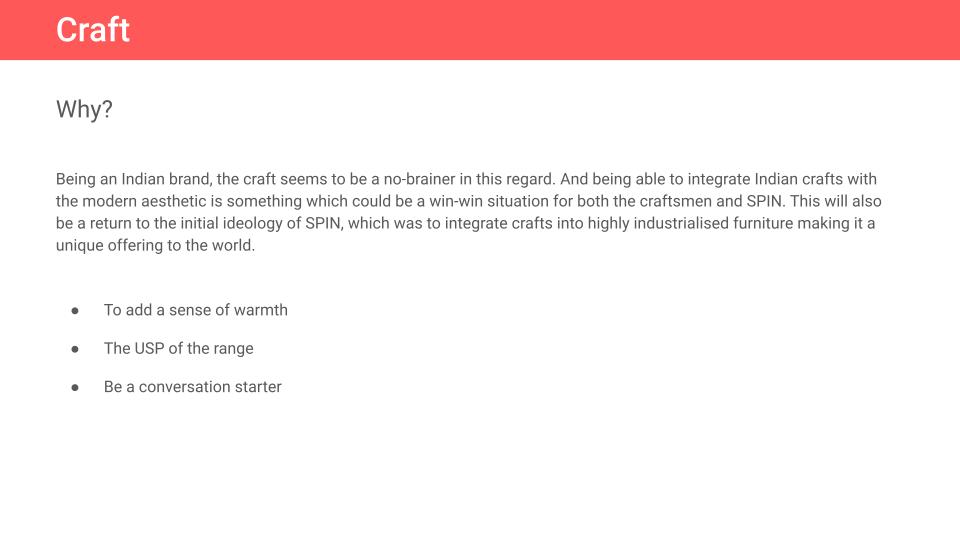 Craft
Why?
Being an Indian brand, the craft seems to be a no-brainer in this regard. And being able to integrate Indian crafts with
the modern aesthetic is something which could be a win-win situation for both the craftsmen and SPIN. This will also
be a return to the initial ideology of SPIN, which was to integrate crafts into highly industrialised furniture making it a
unique offering to the world.
● To add a sense of warmth
● The USP of the range
● Be a conversation starter